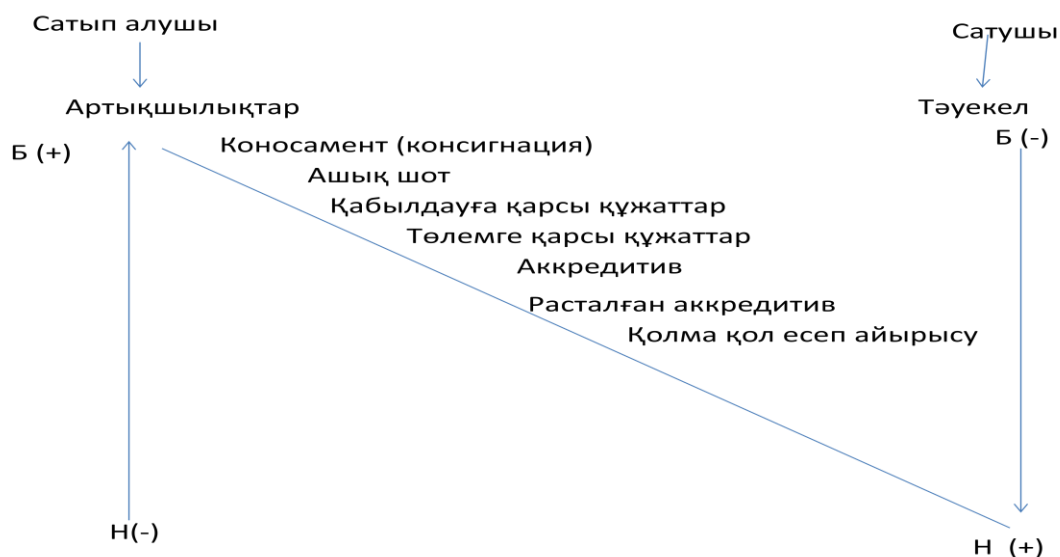 Сатып алушы
Сатушы
Артықшылықтар
Тәуекел
Б (+)
Б (-)
Коносамент (консигнация)
Ашық шот
Қабылдауға қарсы құжаттар
Төлемге қарсы құжаттар
Аккредитив
Расталған аккредитив
Қолма қол есеп айырысу
Н(-)
Н (+)